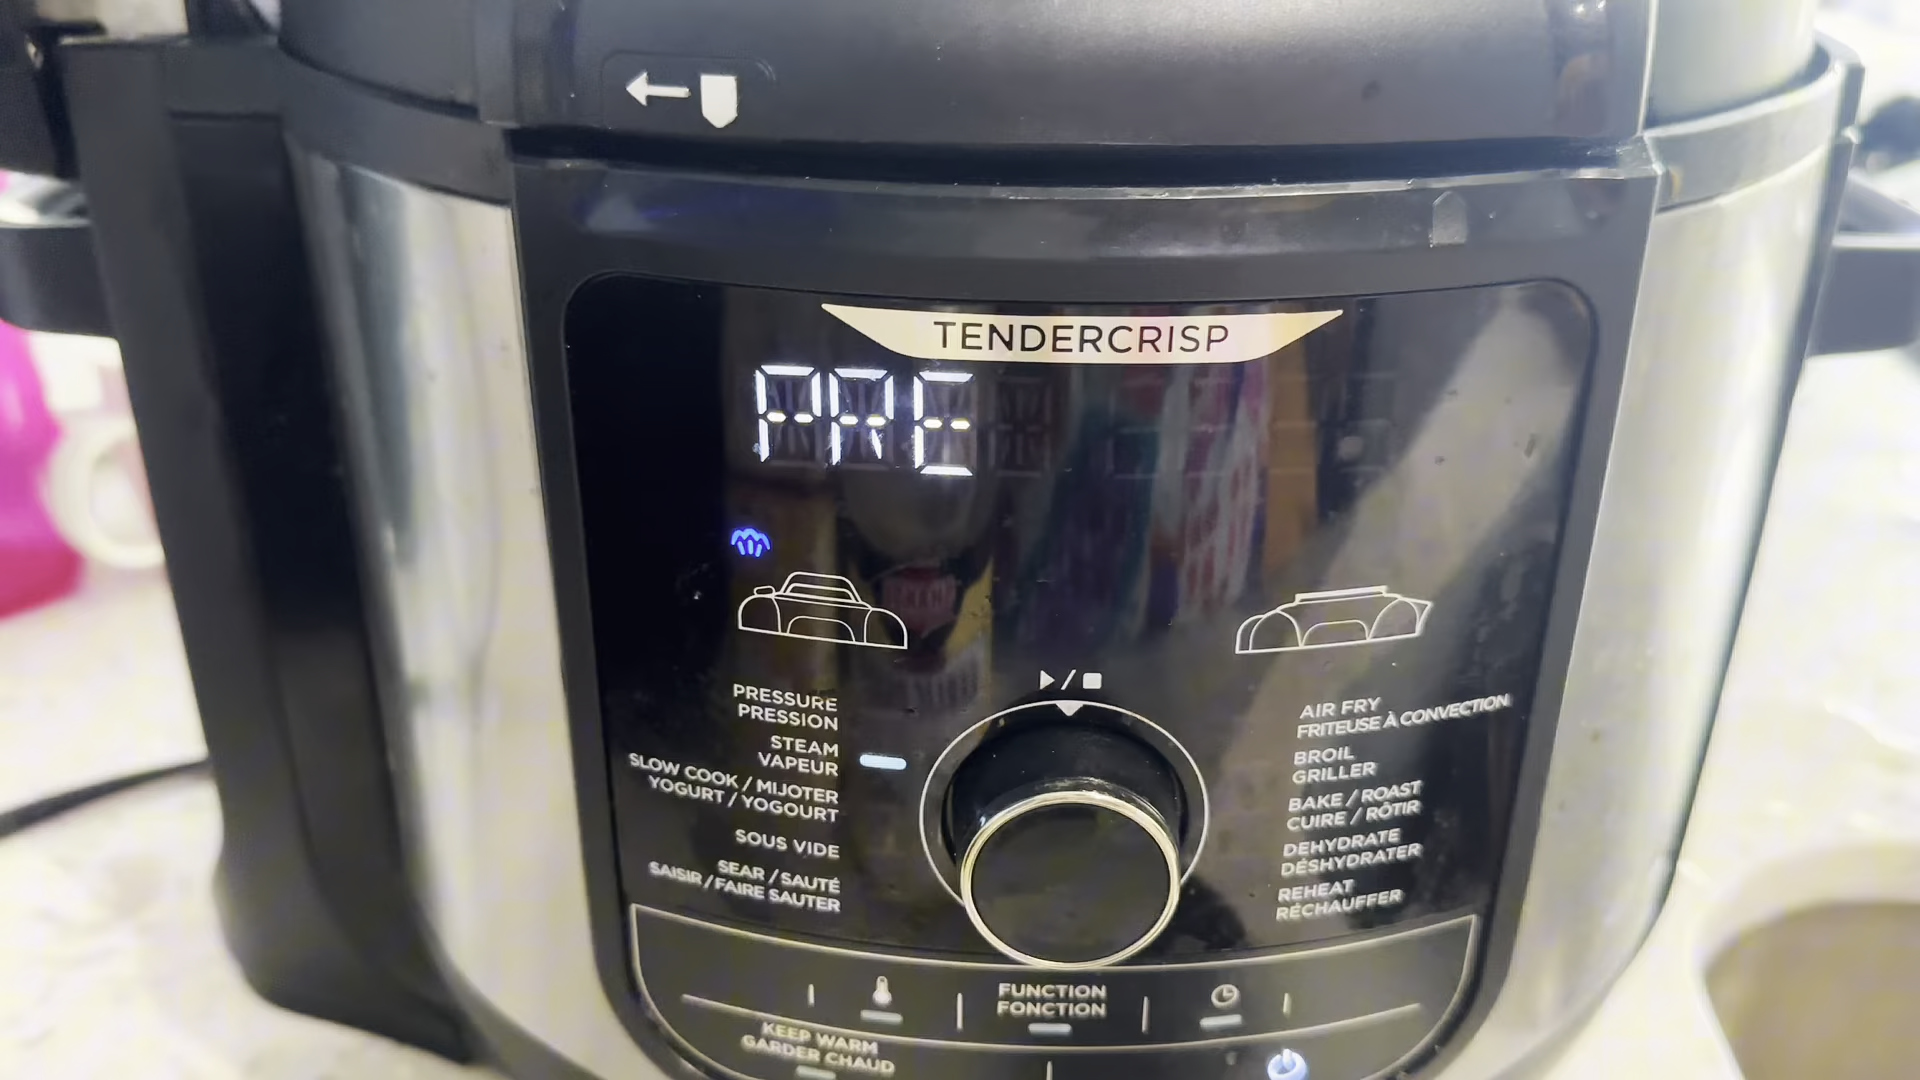 TENDERCRISP
PRE
PRESSURE
PRESSION
STEAM
VAPEUR
SLOW COOK / MIJOTER
YOGURT / YOGOURT
SOUS VIDE
SEAR / SAUTÉ
SAISIR / FAIRE SAUTER
AIR FRY
FRITEUSE À CONVECTION
BROIL
GRILLER
BAKE / ROAST
CUIRE / RÔTIR
DEHYDRATE
DÉSHYDRATER
REHEAT
RÉCHAUFFER
FUNCTION
FONCTION
KEEP WARM
GARDER CHAUD